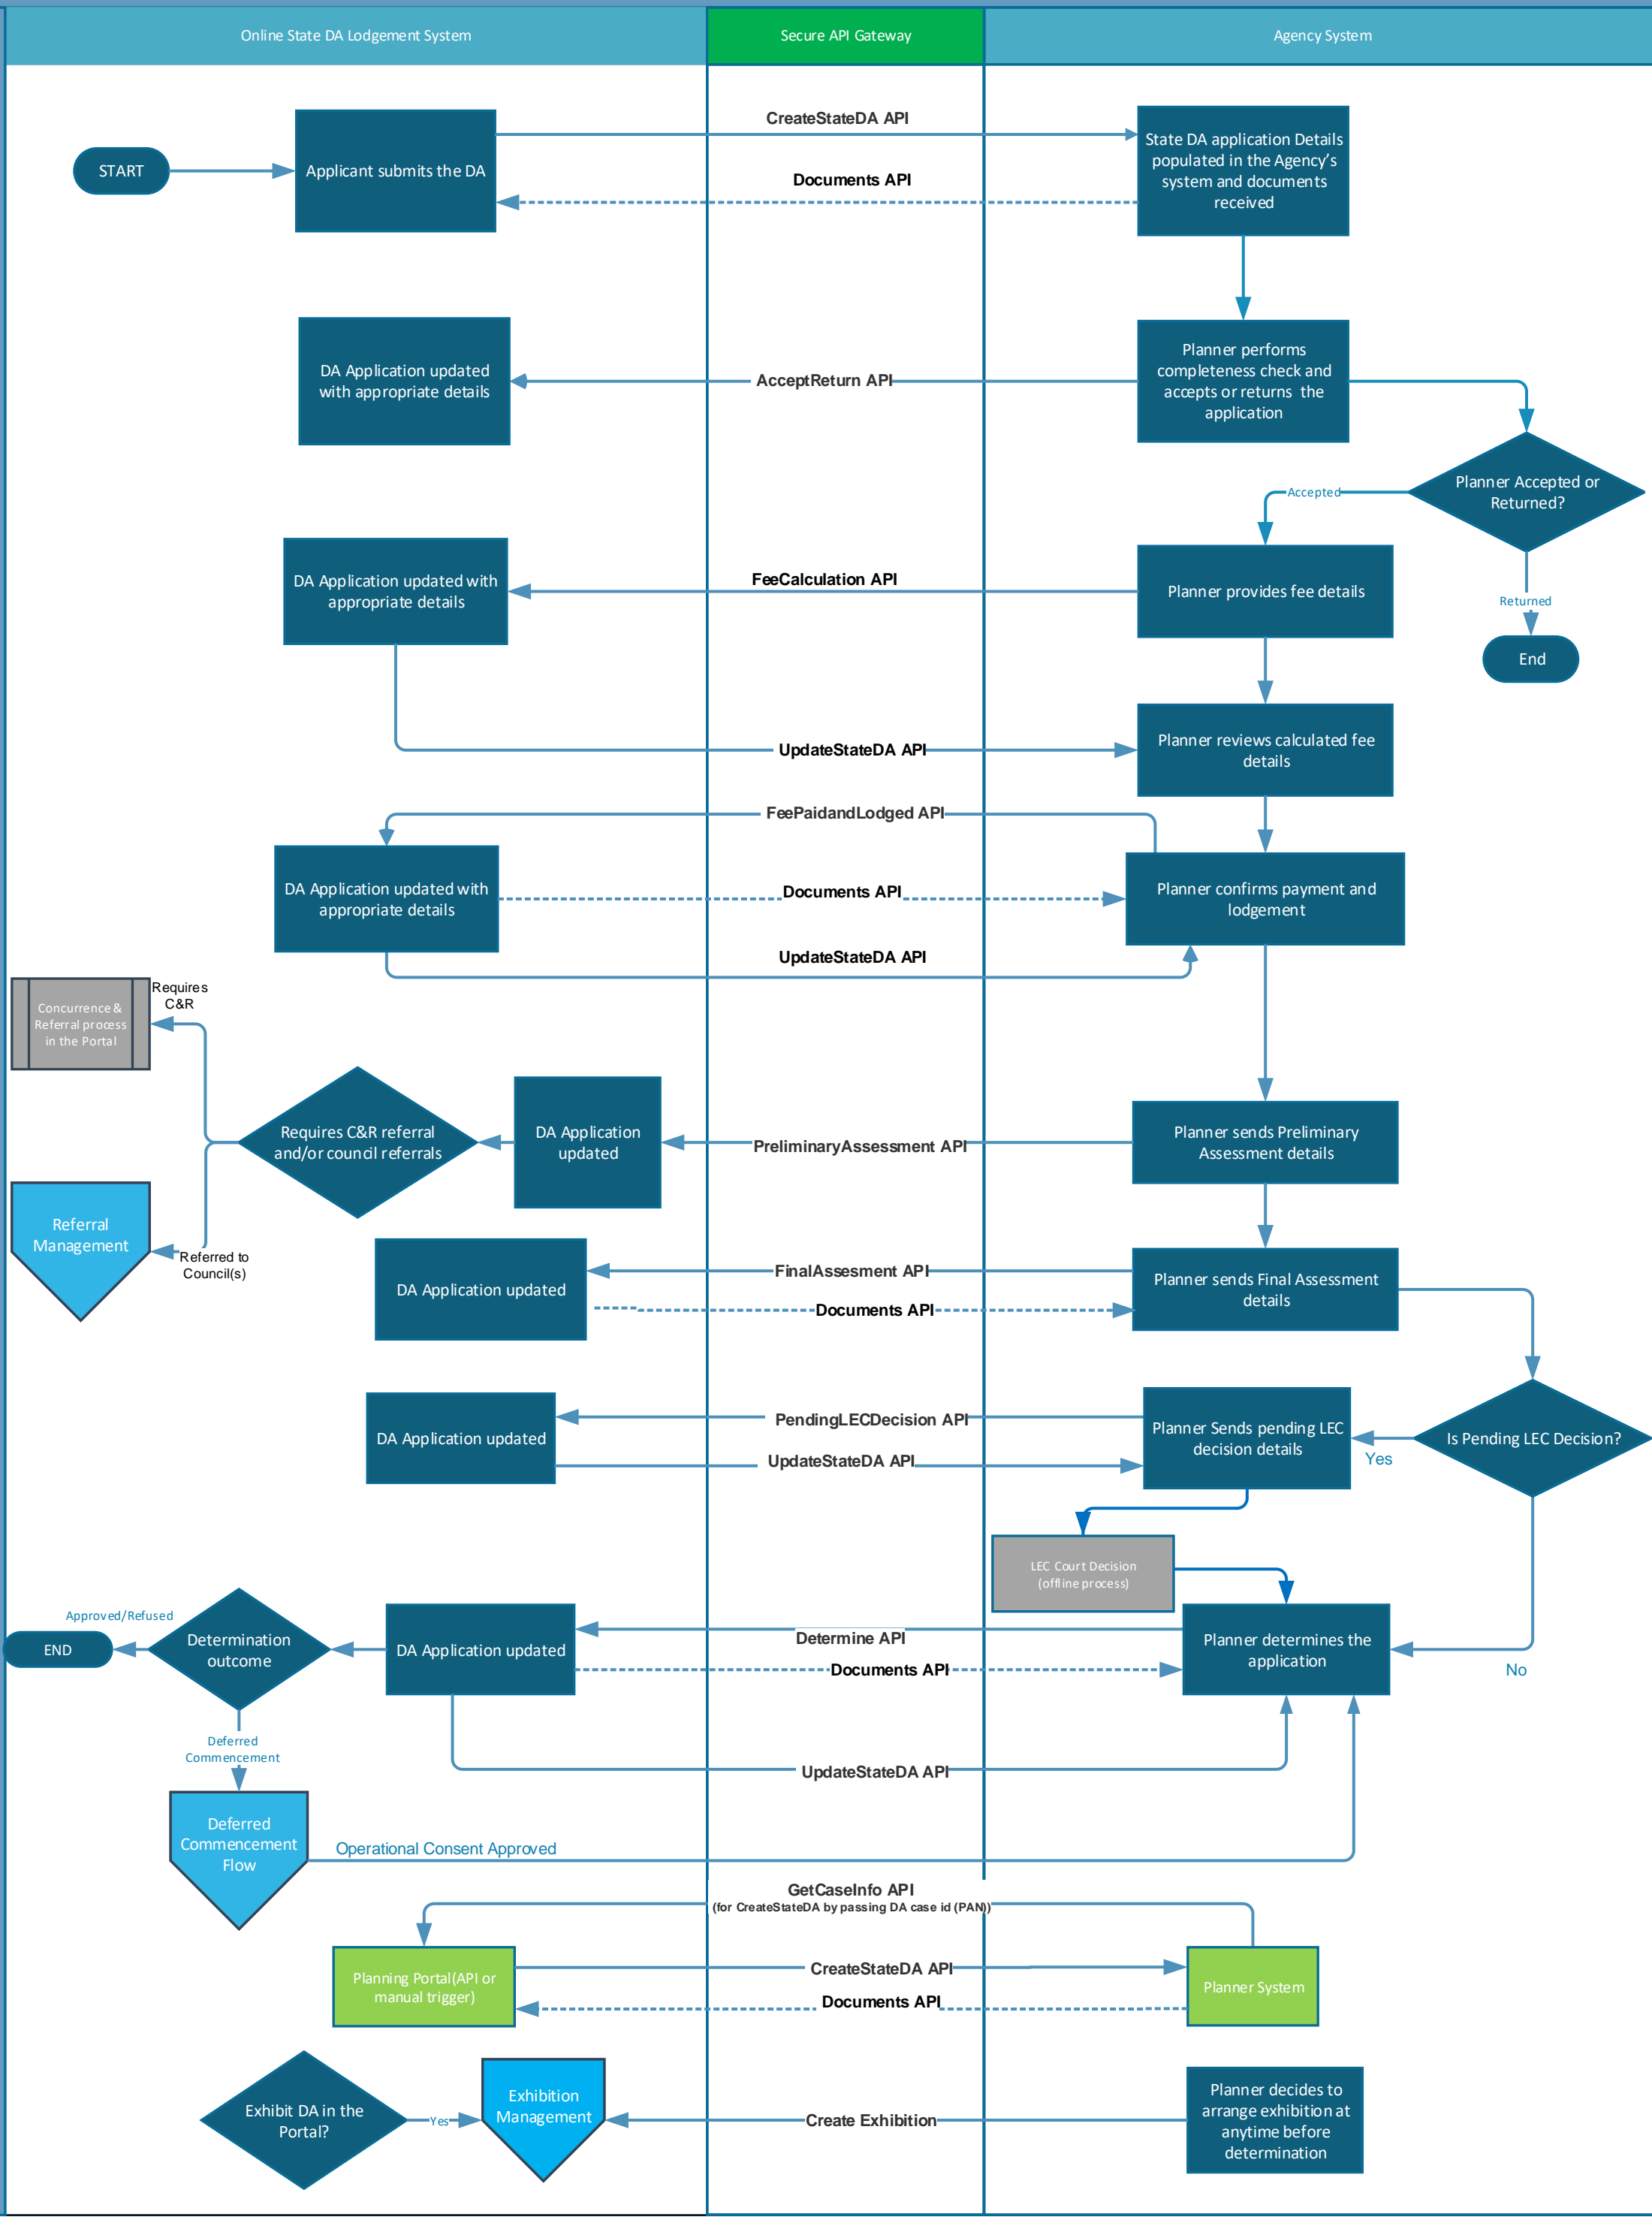 Online State DA Lodgement System
Secure API Gateway
Agency System
START
Applicant submits the DA
CreateStateDA API
Documents API
State DA application Details
populated in the Agency's
system and documents
received
DA Application updated
with appropriate details
AcceptReturn API
Planner performs
completeness check and
accepts or returns the
application
Planner Accepted or
Returned?
Accepted
Returned
End
DA Application updated with
appropriate details
FeeCalculation API
Planner provides fee details
UpdateStateDA API
Planner reviews calculated fee
details
FeePaidandLodged API
DA Application updated with
appropriate details
Documents API
Planner confirms payment and
lodgement
UpdateStateDA API
Concurrence &
Referral process
in the Portal
Requires
C&R
Requires C&R referral
and/or council referrals
DA Application
updated
PreliminaryAssessment API
Planner sends Preliminary
Assessment details
Referral
Management
Referred to
Council(s)
DA Application updated
FinalAssesment API
Documents API
Planner sends Final Assessment
details
DA Application updated
PendingLECDecision API
UpdateStateDA API
Planner Sends pending LEC
decision details
Yes
Is Pending LEC Decision?
LEC Court Decision
(offline process)
Approved/Refused
END
Determination
outcome
DA Application updated
Determine API
Documents API
Planner determines the
application
No
Deferred
Commencement
UpdateStateDA API
Deferred
Commencement
Flow
Operational Consent Approved
GetCaseInfo API
(for CreateStateDA by passing DA case id (PAN))
Planning Portal(API or
manual trigger)
CreateStateDA API
Documents API
Planner System
Exhibit DA in the
Portal?
Yes
Exhibition
Management
Create Exhibition
Planner decides to
arrange exhibition at
anytime before
determination